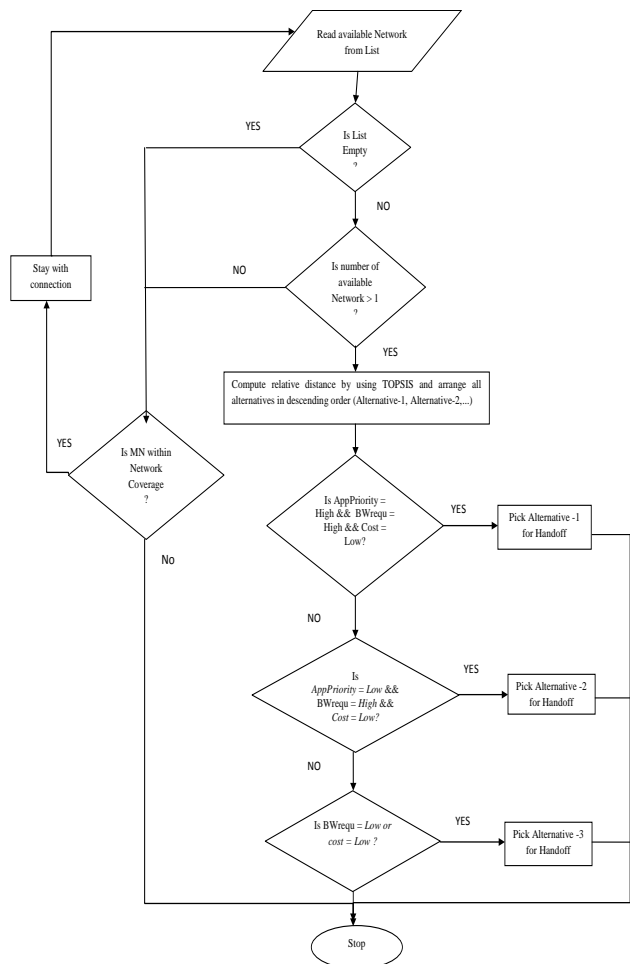 Read available Network
from List
YES
Is List
Empty
?
NO
Stay with
connection
NO
Is number of
available
Network > 1
?
YES
Compute relative distance by using TOPSIS and arrange all
alternatives in descending order (Alternative-1, Alternative-2,...)
YES
Is MN within
Network
Coverage
?
No
Is AppPriority =
High && BWrequ =
High && Cost =
Low?
YES
Pick Alternative -1
for Handoff
NO
Is
AppPriority = Low &&
BWrequ = High &&
Cost = Low?
YES
Pick Alternative -2
for Handoff
NO
Is BWrequ = Low or
cost = Low ?
YES
Pick Alternative -3
for Handoff
Stop